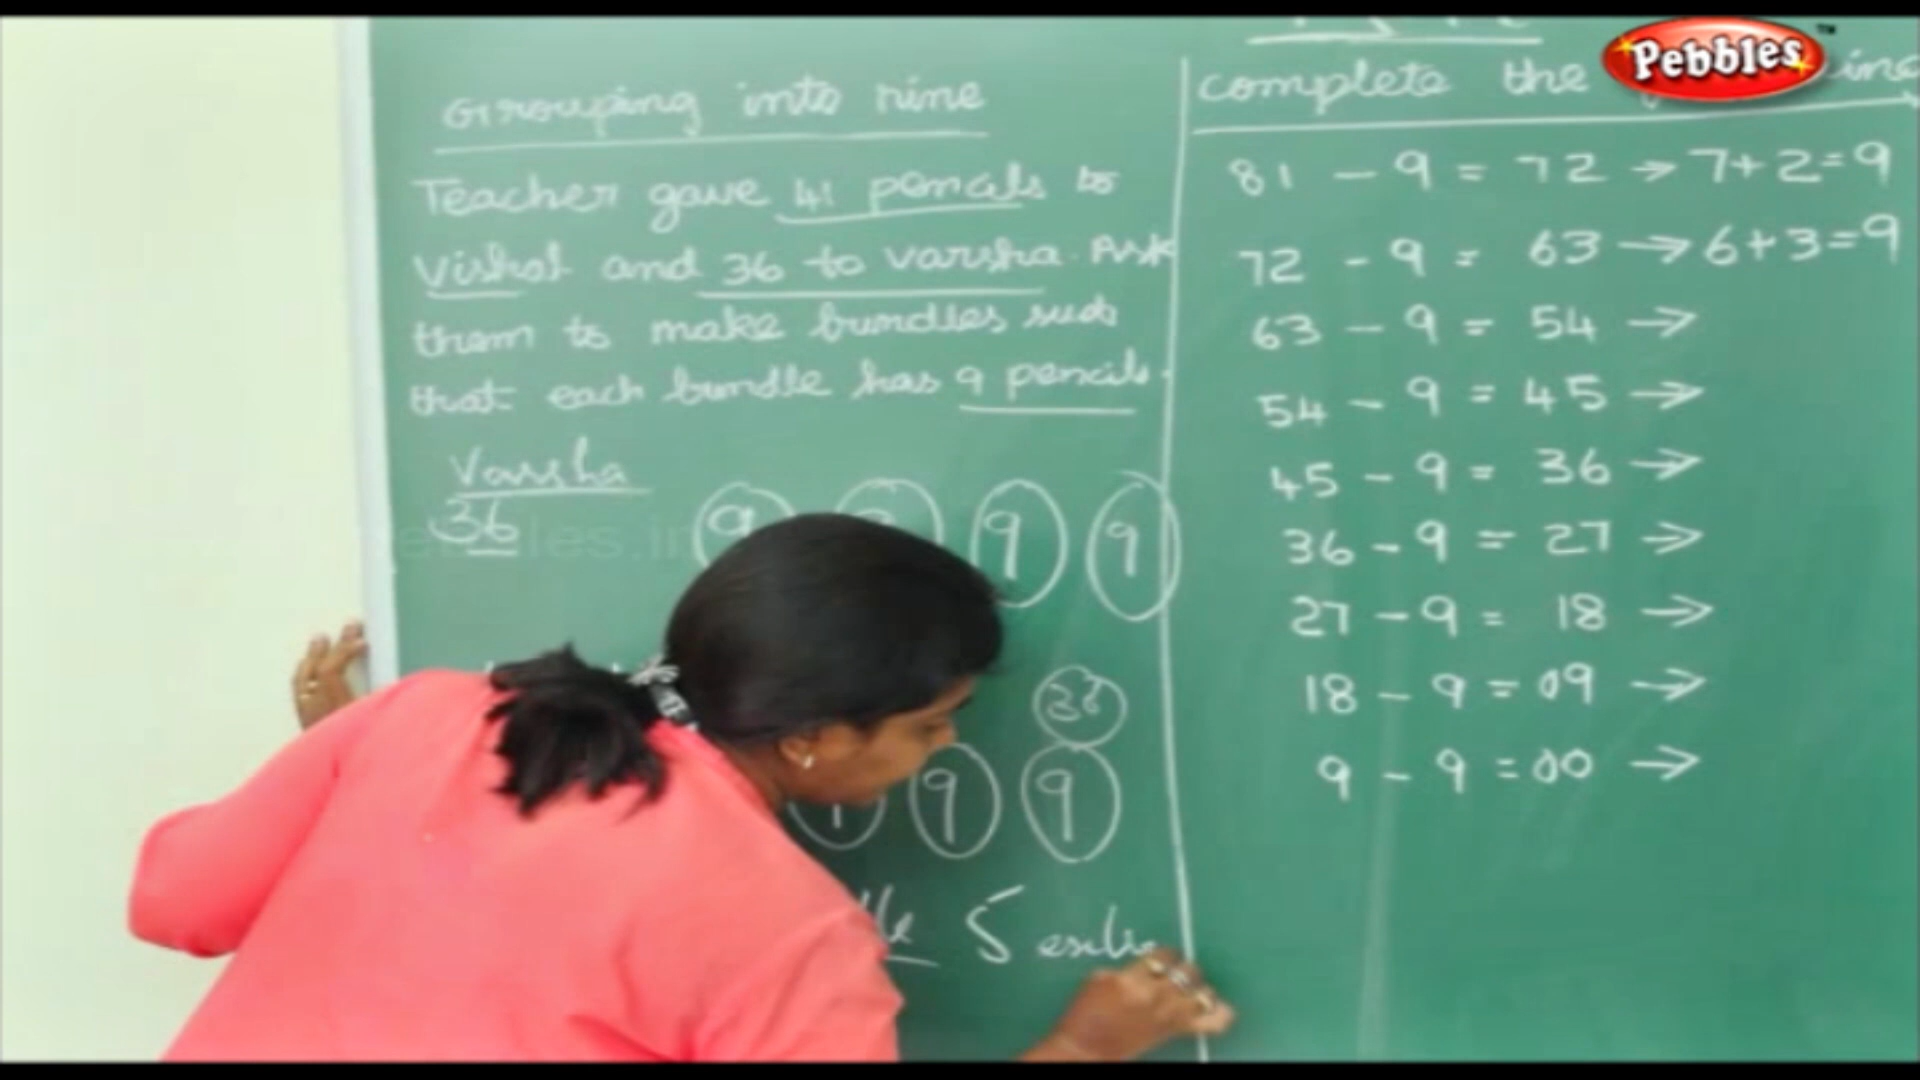 Grouping into nine
Teacher gave 41 pencils to
Vishal and 36 to varsha. Ask
them to make bundles such
that each bundle has 9 pencils.
Varsha
36
9 9 9
36
9 9
5
complete the
81 - 9 = 72 → 7+2=9
72 - 9 = 63 → 6+3=9
63 - 9 = 54 →
54 - 9 = 45 →
45 - 9 = 36 →
36 - 9 = 27 →
27 - 9 = 18 →
18 - 9 = 09 →
9 - 9 = 00 →
Pebbles™